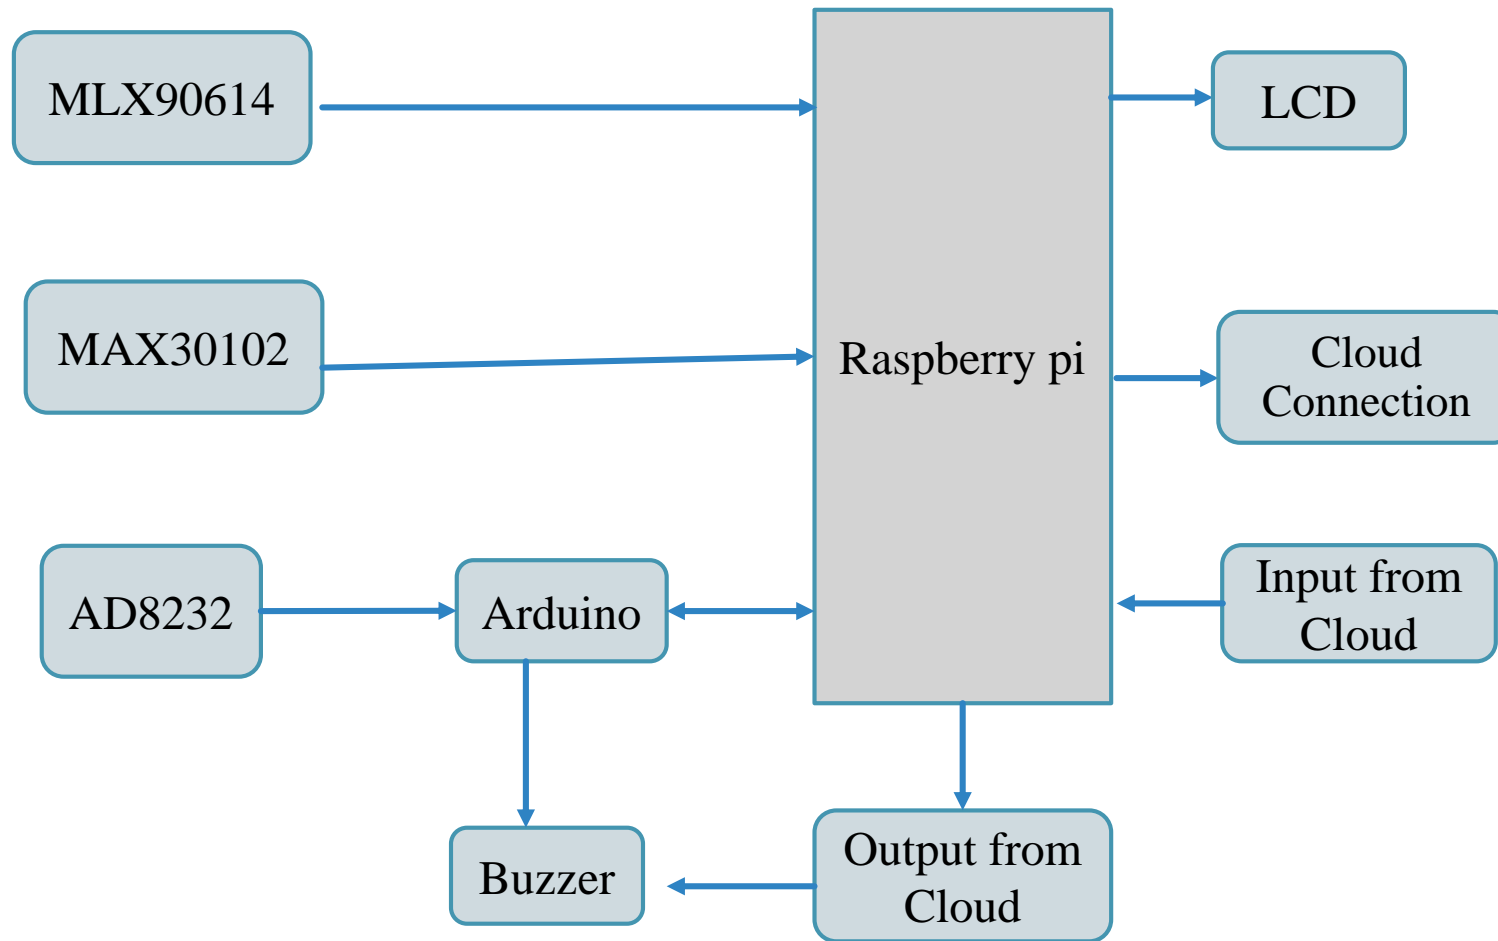 MLX90614
LCD
MAX30102
Raspberry pi
Cloud
Connection
AD8232
Arduino
Input from
Cloud
Buzzer
Output from
Cloud